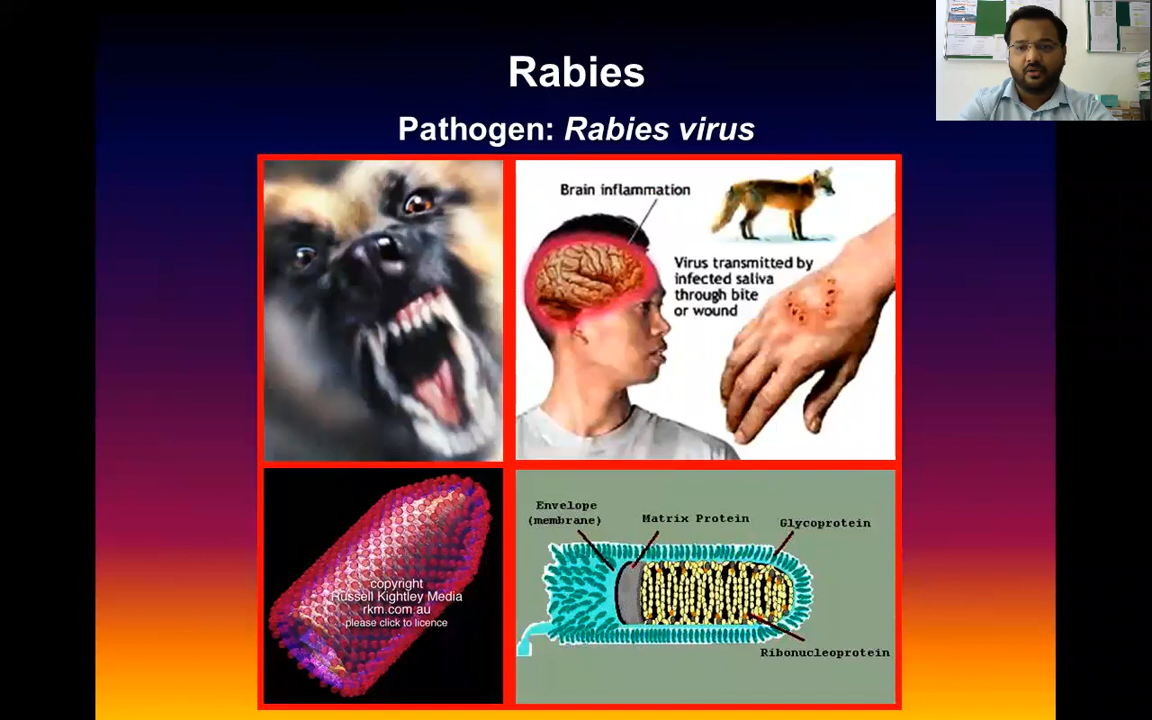 Rabies
Pathogen: Rabies virus
Brain inflammation
Virus transmitted by
infected saliva
through bite
or wound
copyright
Russell Kightley Media
rkm.com.au
please click to licence
Envelope
(membrane)
Matrix Protein
Glycoprotein
Ribonucleoprotein